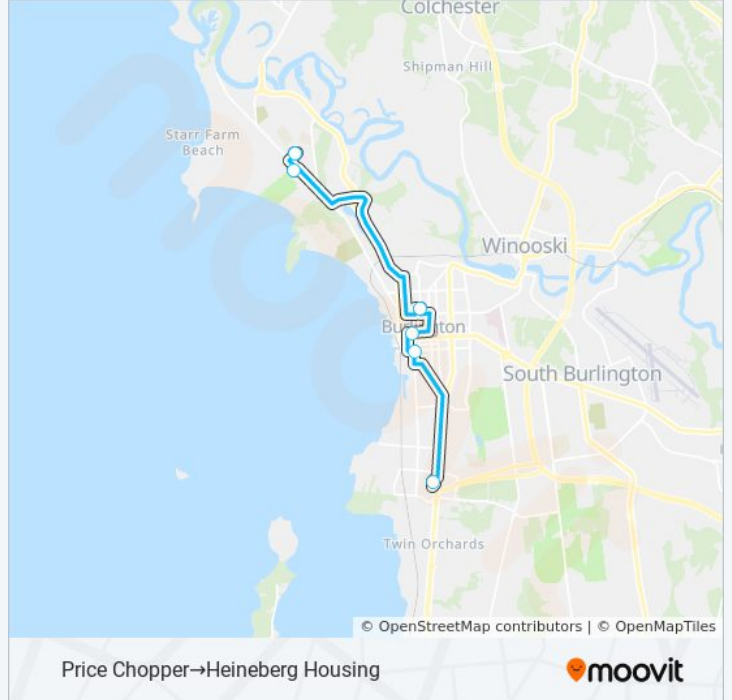 Colchester
Shipman Hill
Starr Farm
Beach
Winooski
Burlington
South Burlington
Twin Orchards
© OpenStreetMap contributors | © OpenMapTiles
Price Chopper→Heineberg Housing
moovit